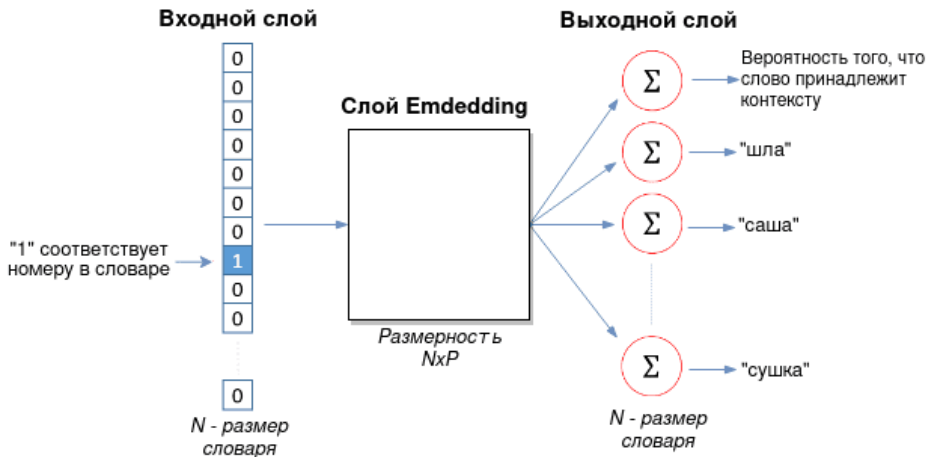 Входной слой
Выходной слой
0
0
0
0
0
0
0
1
0
0
0
"1" соответствует
номеру в словаре
N - размер
словаря
Слой Emdedding
Размерность
NxP
Σ
Вероятность того, что
слово принадлежит
контексту
Σ
"шла"
Σ
"саша"
Σ
"сушка"
N - размер
словаря